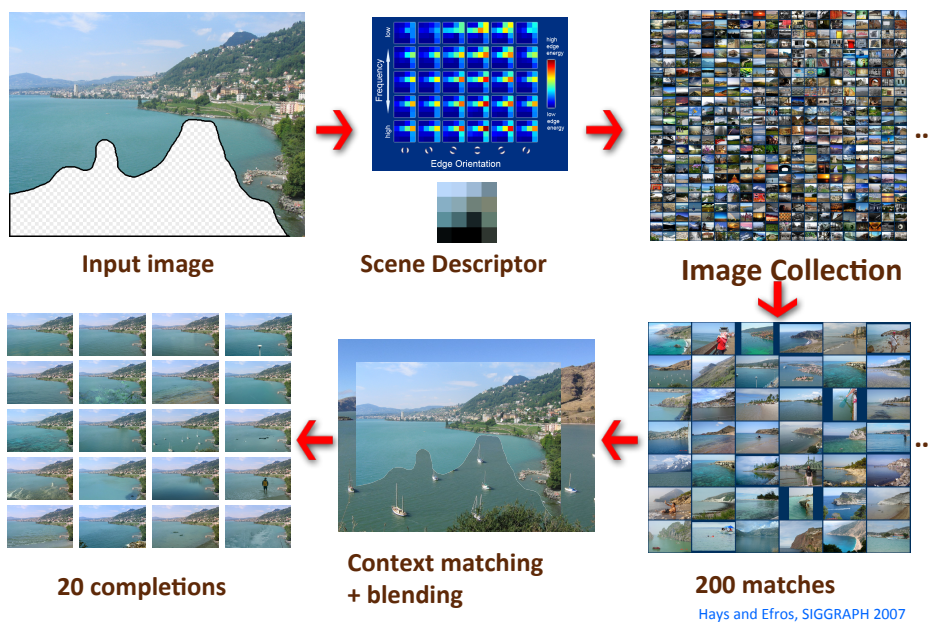 low
Frequency
high
high
edge
energy
low
edge
energy
Edge Orientation
..
Input image
Scene Descriptor
Image Collection
..
20 completions
Context matching
+ blending
200 matches
Hays and Efros, SIGGRAPH 2007